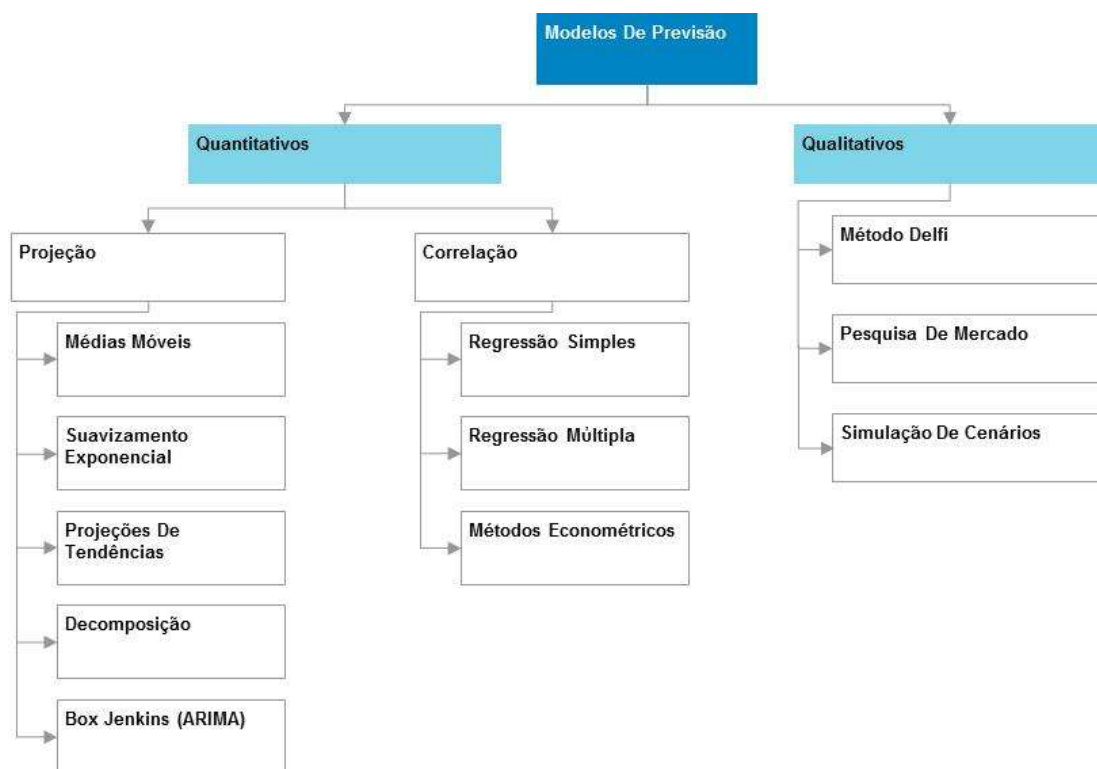 Modelos De Previsão
Quantitativos
Qualitativos
Projeção
Médias Móveis
Suavizamento
Exponencial
Projeções De
Tendências
Decomposição
Box Jenkins (ARIMA)
Correlação
Regressão Simples
Regressão Múltipla
Métodos Econométricos
Método Delfi
Pesquisa De Mercado
Simulação De Cenários